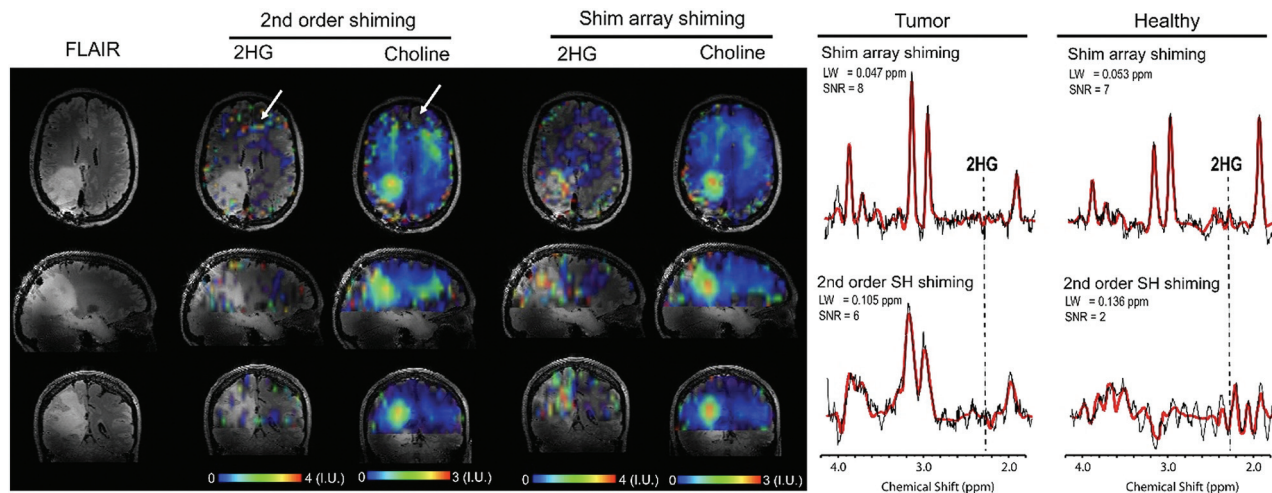 2nd order shiming
Shim array shiming
Tumor
Healthy
FLAIR
2HG
Choline
2HG
Choline
Shim array shiming
LW = 0.047 ppm
SNR = 8
2HG
Shim array shiming
LW = 0.053 ppm
SNR = 7
2HG
2nd order SH shiming
LW = 0.105 ppm
SNR = 6
2nd order SH shiming
LW = 0.136 ppm
SNR = 2
0 4 (I.U.)
0 3 (I.U.)
0 4 (I.U.)
0 3 (I.U.)
4.0 3.0 2.0
Chemical Shift (ppm)
4.0 3.0 2.0
Chemical Shift (ppm)